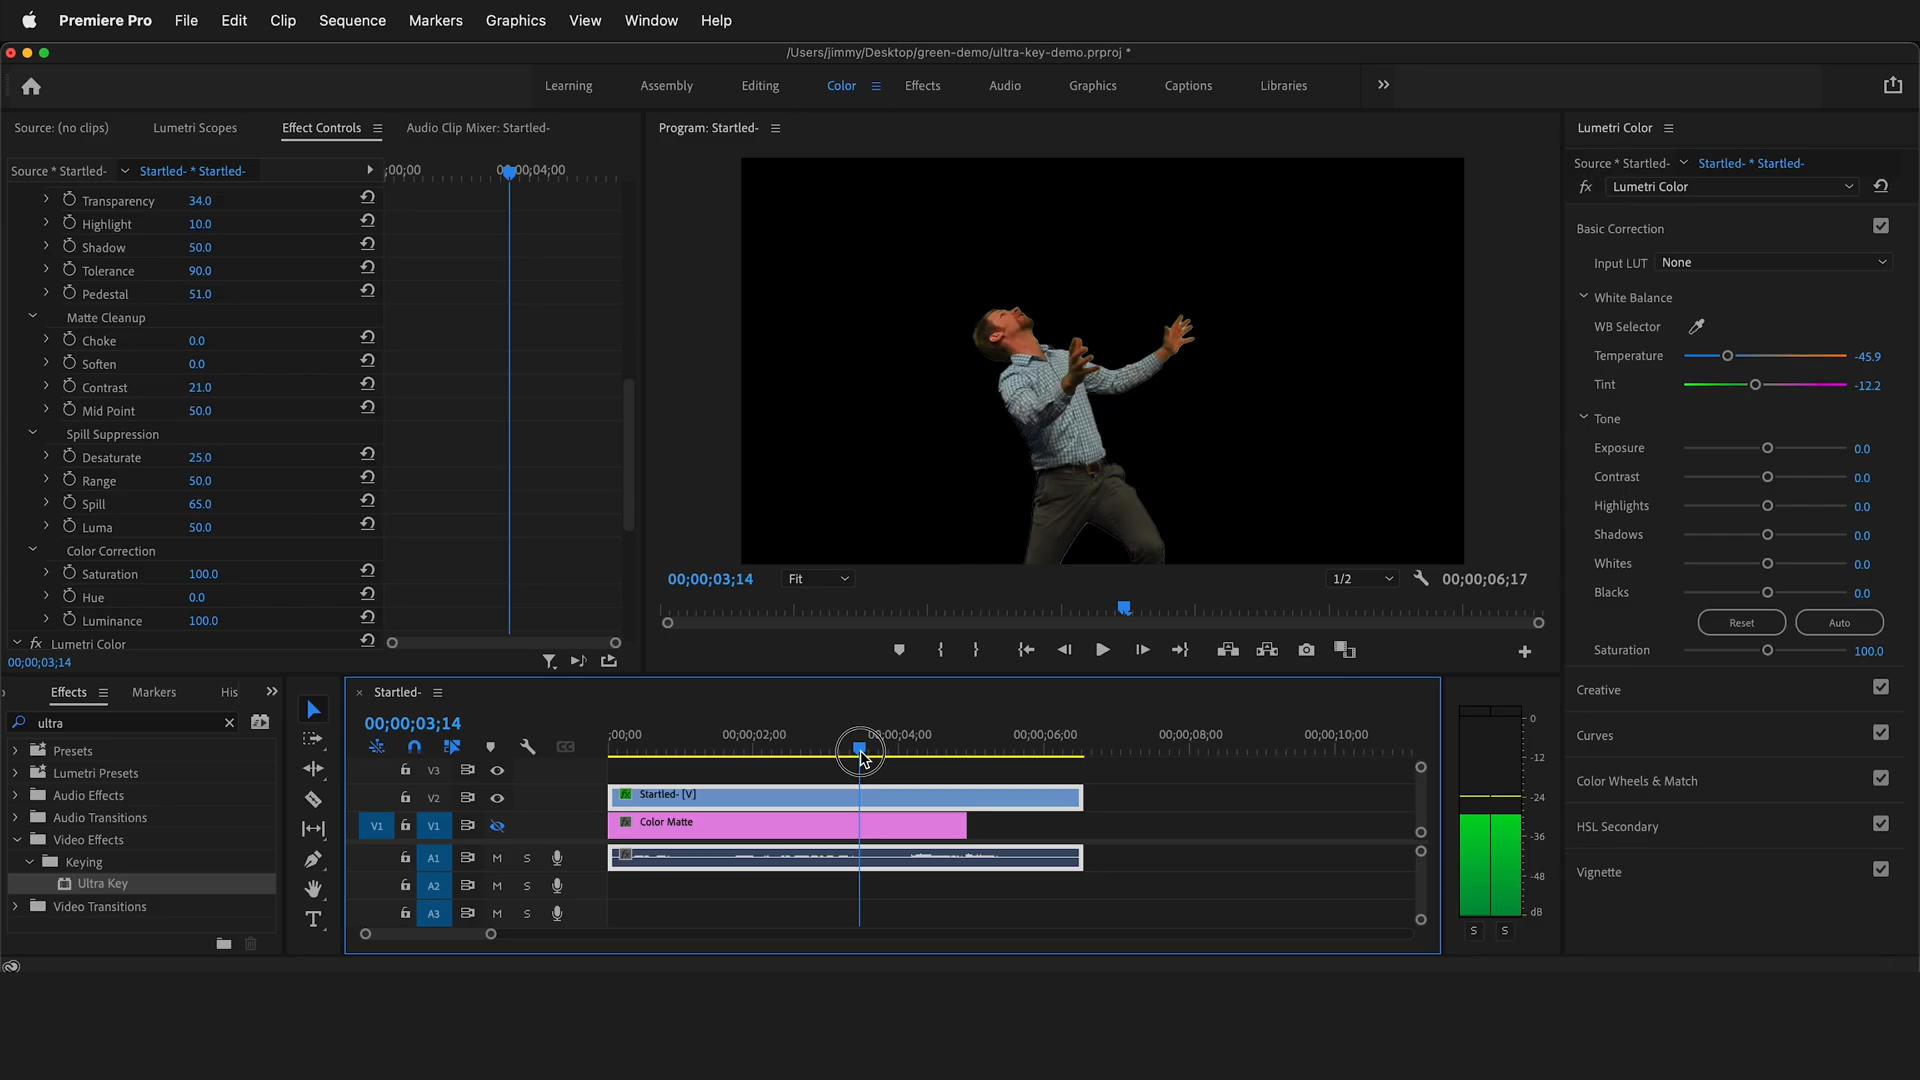 Premiere Pro File Edit Clip Sequence Markers Graphics View Window Help
/Users/jimmy/Desktop/green-demo/ultra-key-demo.prproj *
Learning Assembly Editing Color Effects Audio Graphics Captions Libraries
Source: (no clips) Lumetri Scopes Effect Controls Audio Clip Mixer: Startled-
Source * Startled- Startled- * Startled-
;00;00 00;00;04;00
Transparency 34.0
Highlight 10.0
Shadow 50.0
Tolerance 90.0
Pedestal 51.0
Matte Cleanup
Choke 0.0
Soften 0.0
Contrast 21.0
Mid Point 50.0
Spill Suppression
Desaturate 25.0
Range 50.0
Spill 65.0
Luma 50.0
Color Correction
Saturation 100.0
Hue 0.0
Luminance 100.0
fx Lumetri Color
00;00;03;14
Program: Startled-
00;00;03;14 Fit 1/2 00;00;06;17
Lumetri Color
Source * Startled- Startled- * Startled-
fx Lumetri Color
Basic Correction
Input LUT None
White Balance
WB Selector
Temperature -45.9
Tint -12.2
Tone
Exposure 0.0
Contrast 0.0
Highlights 0.0
Shadows 0.0
Whites 0.0
Blacks 0.0
Reset Auto
Saturation 100.0
Creative
Curves
Color Wheels & Match
HSL Secondary
Vignette
Effects Markers His
ultra
Presets
Lumetri Presets
Audio Effects
Audio Transitions
Video Effects
Keying
Ultra Key
Video Transitions
Startled-
00;00;03;14
;00;00 00;00;02;00 00;00;04;00 00;00;06;00 00;00;08;00 00;00;10;00
CC
V3
V2 fx Startled- [V]
V1 V1 fx Color Matte
A1 M S fx
A2 M S
A3 M S
0
-12
-24
-36
-48
dB
S S